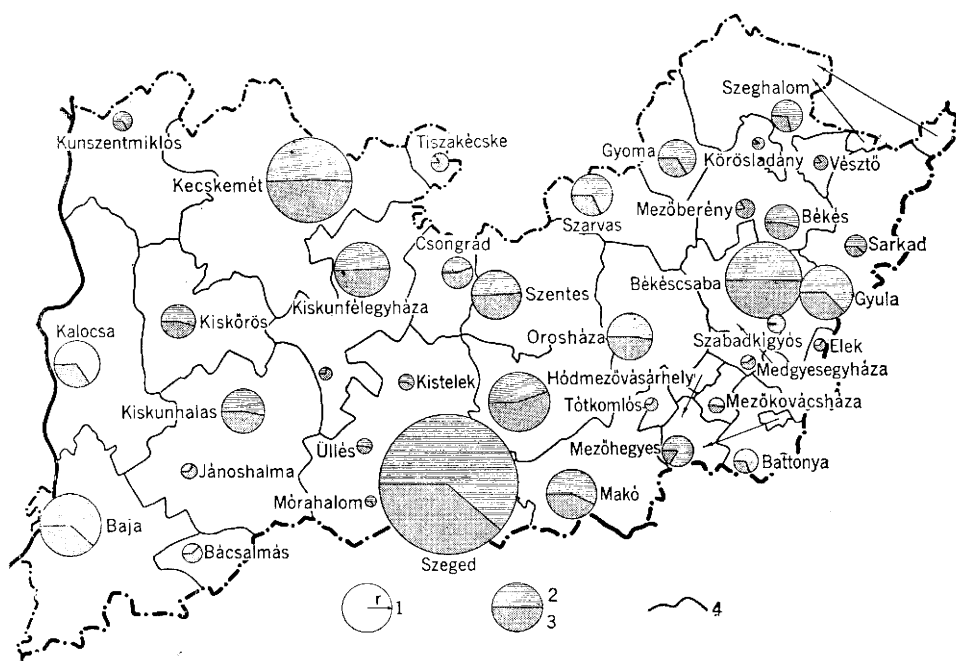 Szeghalom
Kunszentmiklós
Tiszakécske
Gyoma
Körösladány
Vésztő
Kecskemét
Szarvas
Mezőberény
Békés
Csongrád
Sarkad
Kiskunfélegyháza
Szentes
Békéscsaba
Gyula
Kiskőrös
Kalocsa
Orosháza
Szabadkígyós
Elek
Medgyesegyháza
Kistelek
Hódmezővásárhely
Kiskunhalas
Tótkomlós
Mezőkovácsháza
Üllés
Mezőhegyes
Battonya
Jánoshalma
Mórahalom
Makó
Baja
Bácsalmás
Szeged
r
1
2
3
4